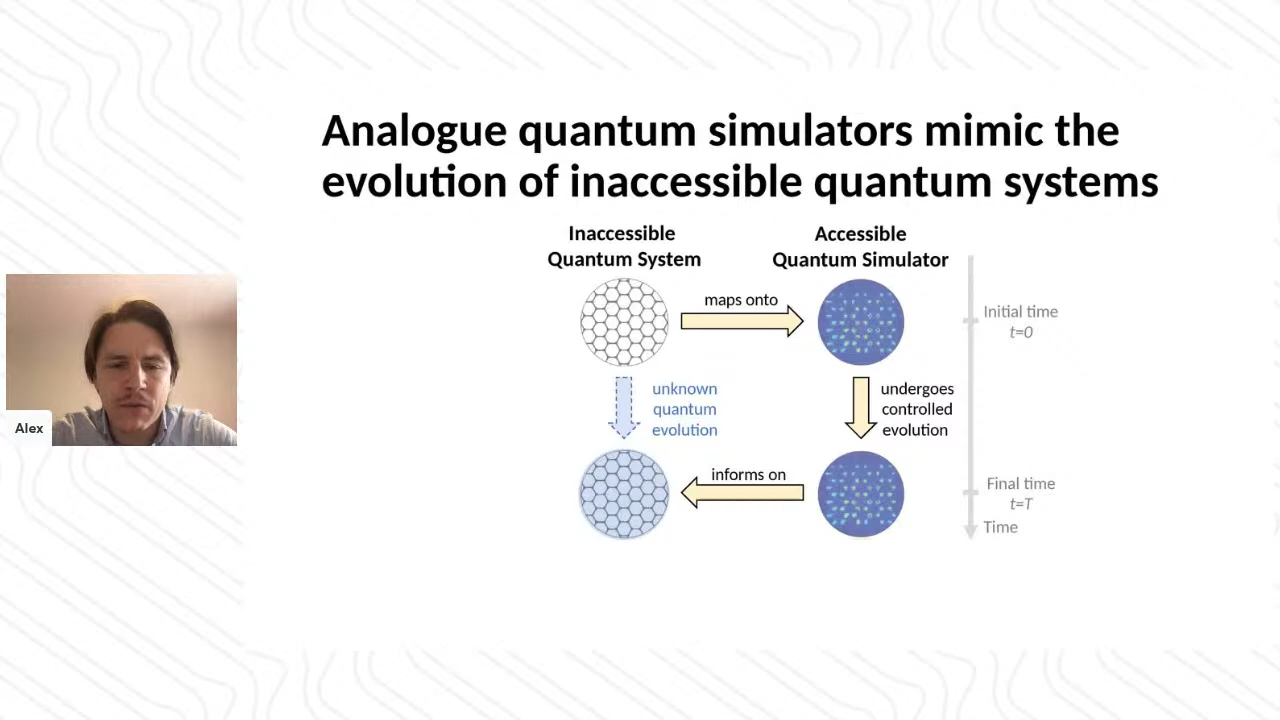 Analogue quantum simulators mimic the
evolution of inaccessible quantum systems
Inaccessible
Quantum System
Accessible
Quantum Simulator
maps onto
Initial time
t=0
unknown
quantum
evolution
undergoes
controlled
evolution
informs on
Final time
t=T
Time
Alex